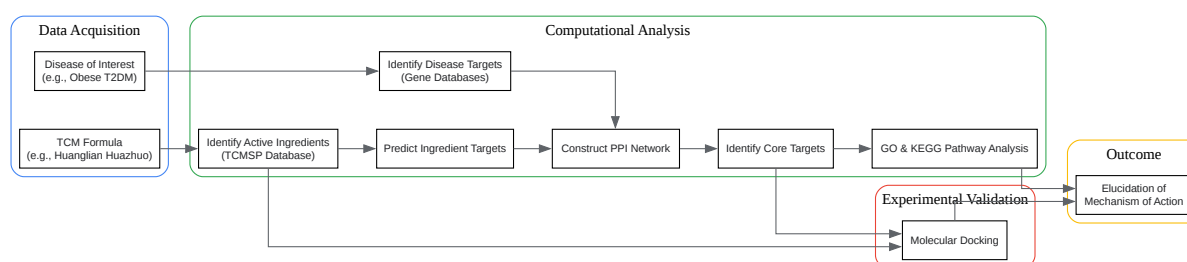 Data Acquisition
Disease of Interest
(e.g., Obese T2DM)
TCM Formula
(e.g., Huanglian Huazhuo)
Computational Analysis
Identify Disease Targets
(Gene Databases)
Identify Active Ingredients
(TCMSP Database)
Predict Ingredient Targets
Construct PPI Network
Identify Core Targets
GO & KEGG Pathway Analysis
Experimental Validation
Molecular Docking
Outcome
Elucidation of
Mechanism of Action